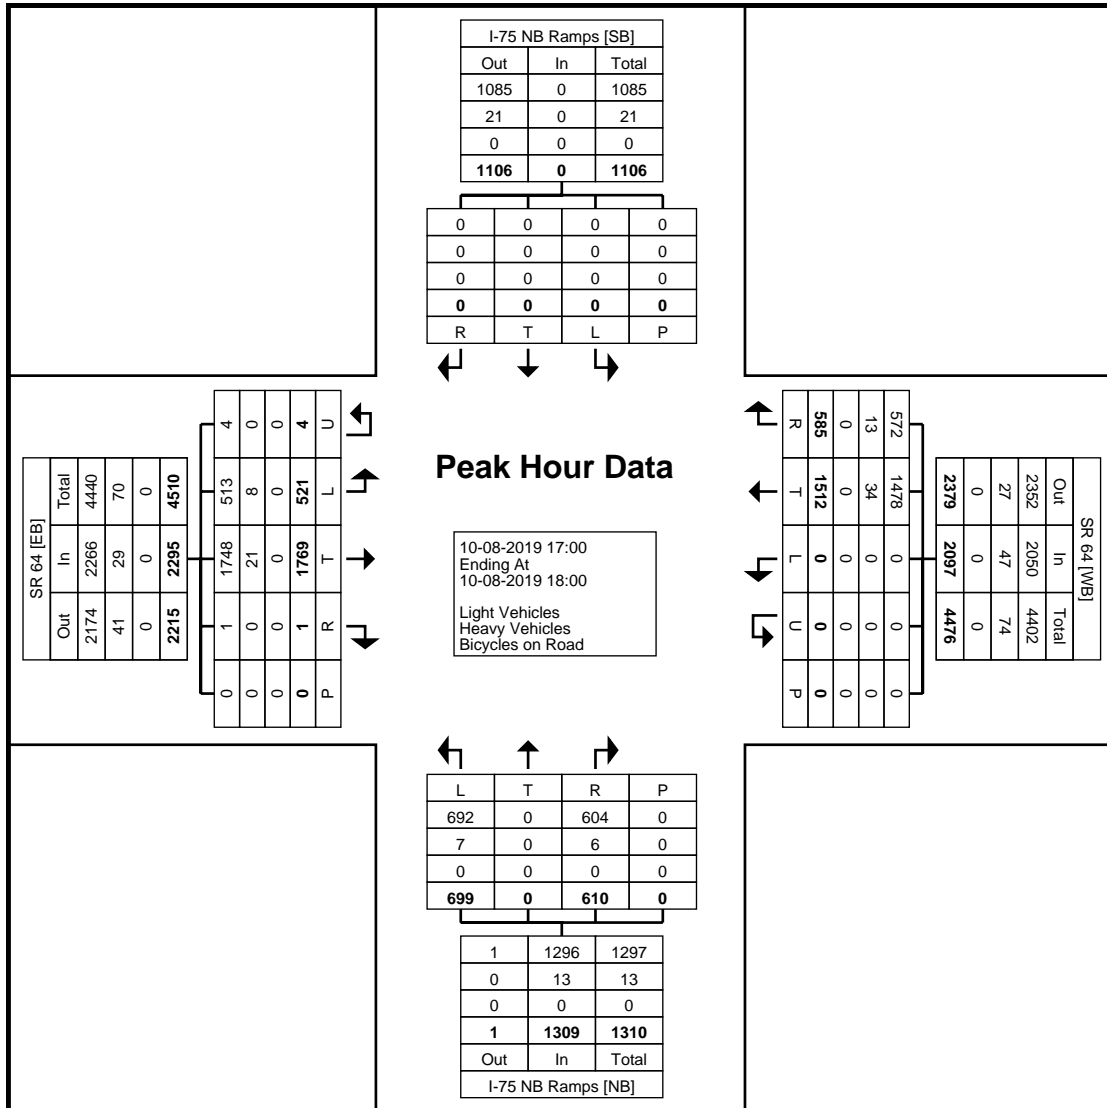 I-75 NB Ramps [SB]
Out In Total
1085 0 1085
21 0 21
0 0 0
1106 0 1106
0 0 0 0
0 0 0 0
0 0 0 0
0 0 0 0
R T L P
SR 64 [EB]
Total In Out
4440 2266 2174
70 29 41
0 0 0
4510 2295 2215
4 513 1748 1 0
0 8 21 0 0
0 0 0 0 0
4 521 1769 1 0
U L T R P
Peak Hour Data
10-08-2019 17:00
Ending At
10-08-2019 18:00
Light Vehicles
Heavy Vehicles
Bicycles on Road
SR 64 [WB]
Out In Total
2352 2050 4402
27 47 74
0 0 0
2379 2097 4476
572 1478 0 0 0
13 34 0 0 0
0 0 0 0 0
585 1512 0 0 0
R T L U P
L T R P
692 0 604 0
7 0 6 0
0 0 0 0
699 0 610 0
1 1296 1297
0 13 13
0 0 0
1 1309 1310
Out In Total
I-75 NB Ramps [NB]